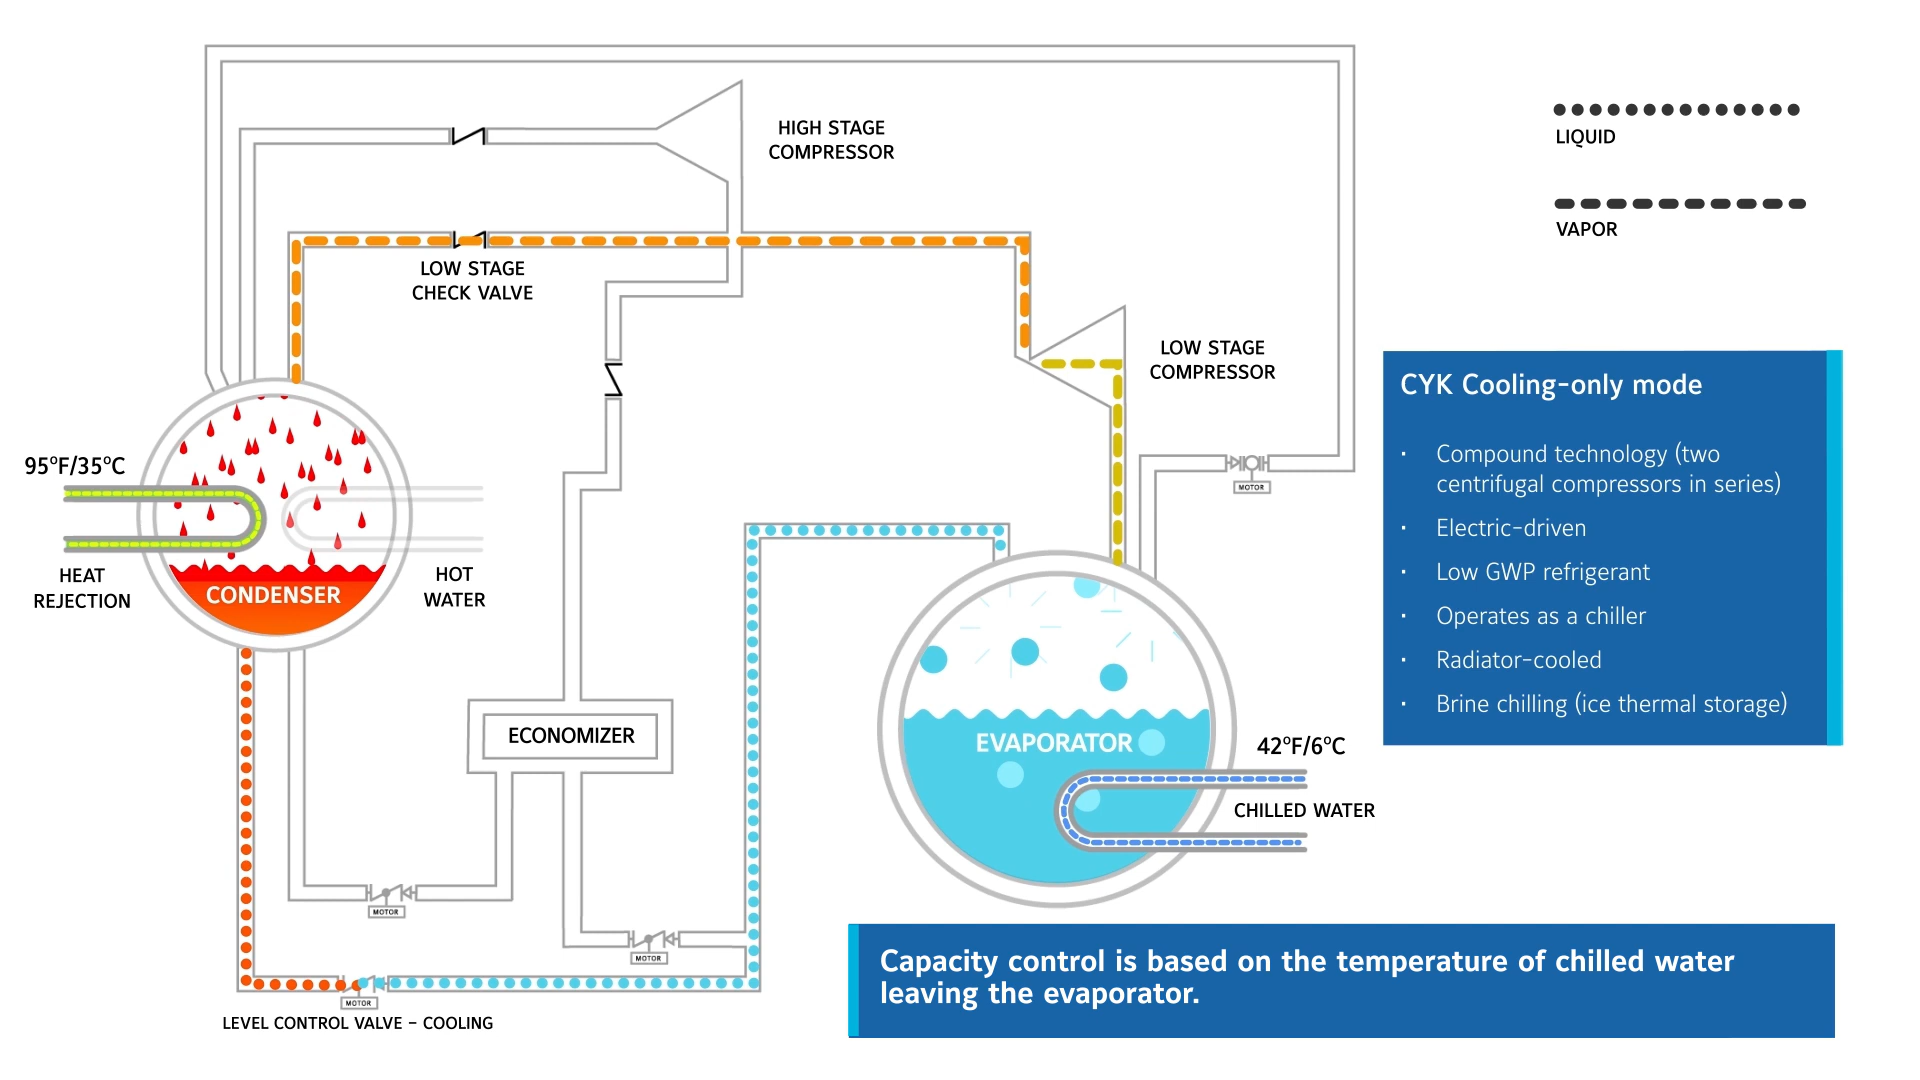 HIGH STAGE
COMPRESSOR
LIQUID
VAPOR
LOW STAGE
CHECK VALVE
LOW STAGE
COMPRESSOR
CYK Cooling-only mode
· Compound technology (two
centrifugal compressors in series)
· Electric-driven
· Low GWP refrigerant
· Operates as a chiller
· Radiator-cooled
· Brine chilling (ice thermal storage)
95°F/35°C
MOTOR
HEAT
REJECTION
CONDENSER
HOT
WATER
ECONOMIZER
EVAPORATOR
42°F/6°C
CHILLED WATER
MOTOR
MOTOR
MOTOR
LEVEL CONTROL VALVE - COOLING
Capacity control is based on the temperature of chilled water
leaving the evaporator.